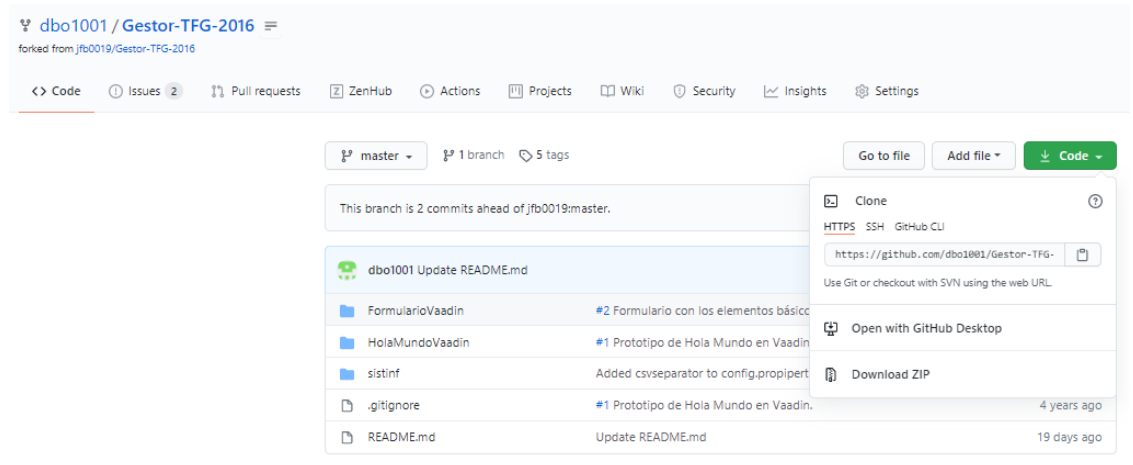 dbo1001 / Gestor-TFG-2016
forked from jfb0019/Gestor-TFG-2016
<> Code Issues 2 Pull requests ZenHub Actions Projects Wiki Security Insights Settings
master 1 branch 5 tags Go to file Add file Code
This branch is 2 commits ahead of jfb0019:master.
Clone
HTTPS SSH GitHub CLI
https://github.com/dbo1001/Gestor-TFG-
Use Git or checkout with SVN using the web URL.
Open with GitHub Desktop
Download ZIP
dbo1001 Update README.md
FormularioVaadin #2 Formulario con los elementos básico
HolaMundoVaadin #1 Prototipo de Hola Mundo en Vaadin
sistinf Added csvseparator to config.propipert
.gitignore #1 Prototipo de Hola Mundo en Vaadin. 4 years ago
README.md Update README.md 19 days ago